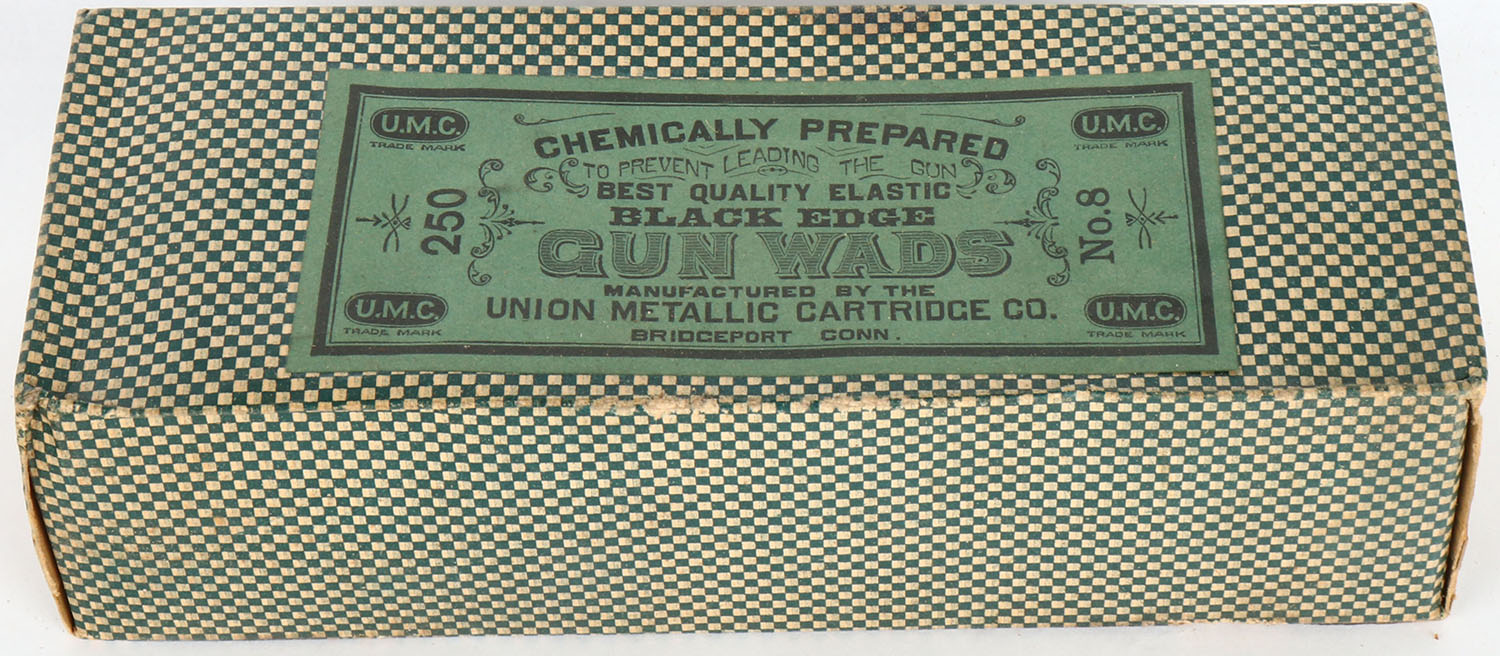 U.M.C.
TRADE MARK
U.M.C.
TRADE MARK
CHEMICALLY PREPARED
TO PREVENT LEADING THE GUN
BEST QUALITY ELASTIC
BLACK EDGE
GUN WADS
MANUFACTURED BY THE
UNION METALLIC CARTRIDGE CO.
BRIDGEPORT CONN.
250
No. 8
U.M.C.
TRADE MARK
U.M.C.
TRADE MARK